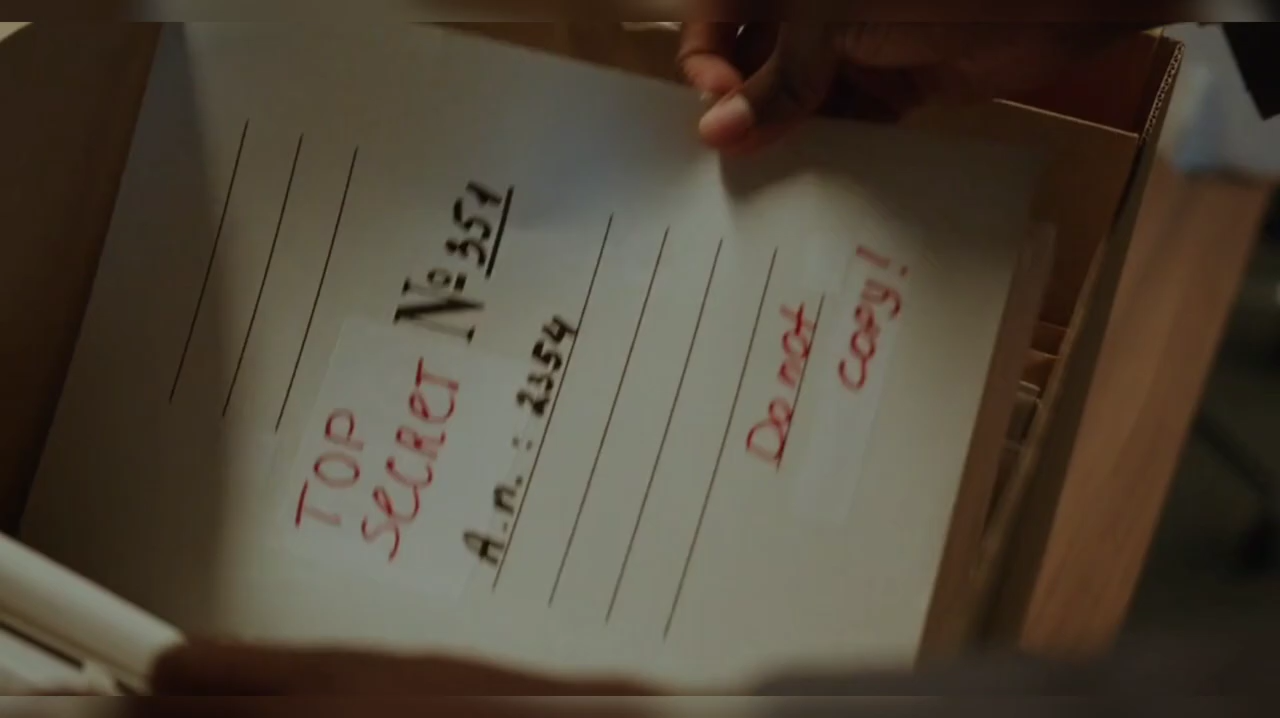 TOP
SECRET № 351
A.m. : 2354
Do not
copy!